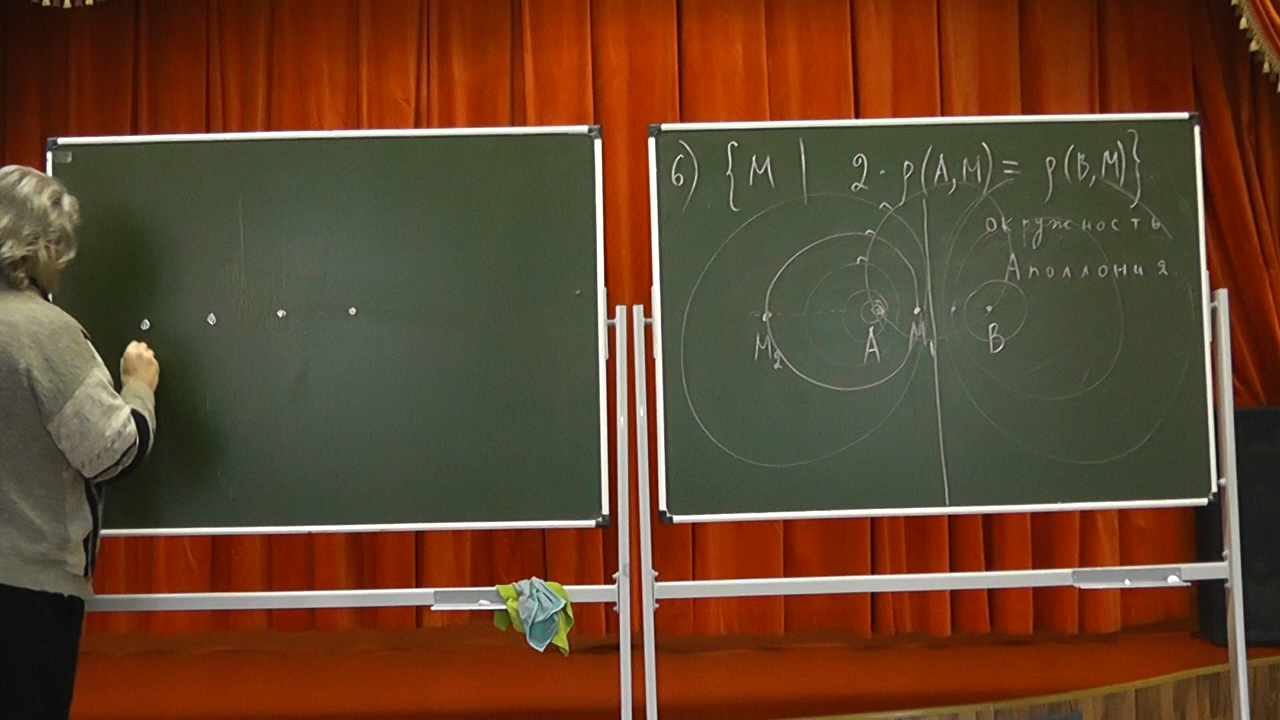 6) {M | 2·ρ(A,M) = ρ(B,M)}
окружность
Аполлония
M₂ A M₁ B